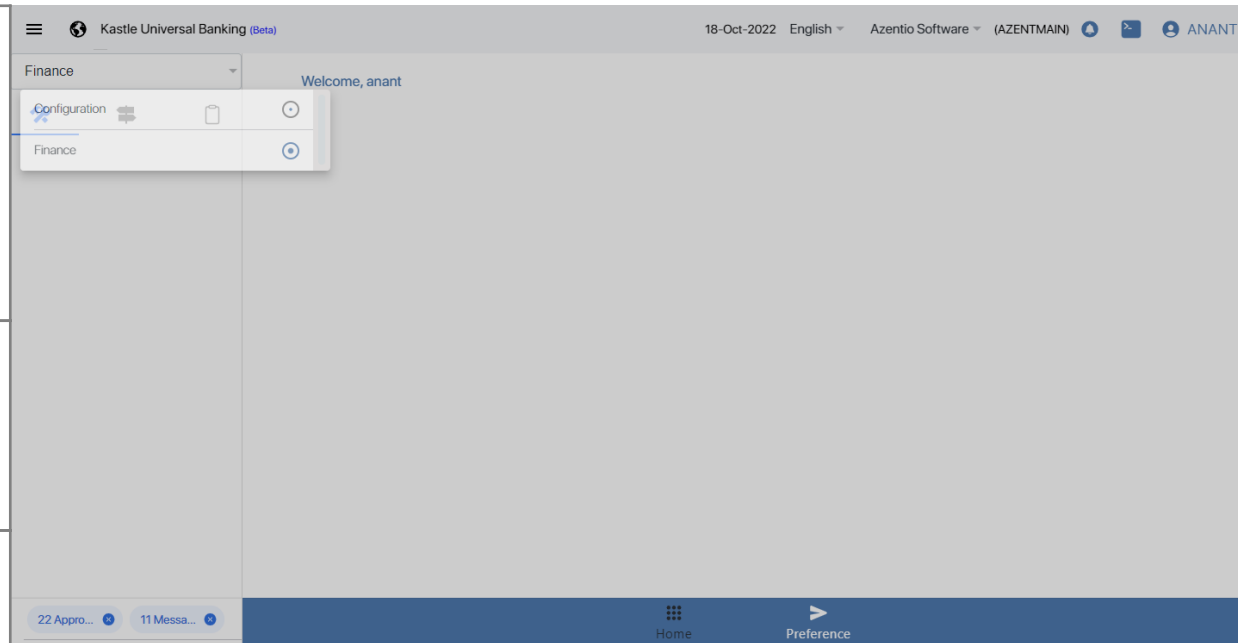 Kastle Universal Banking (Beta) 18-Oct-2022 English Azentio Software (AZENTMAIN) ANANT
Finance
Welcome, anant
Configuration
Finance
22 Appro... 11 Messa...
Home Preference